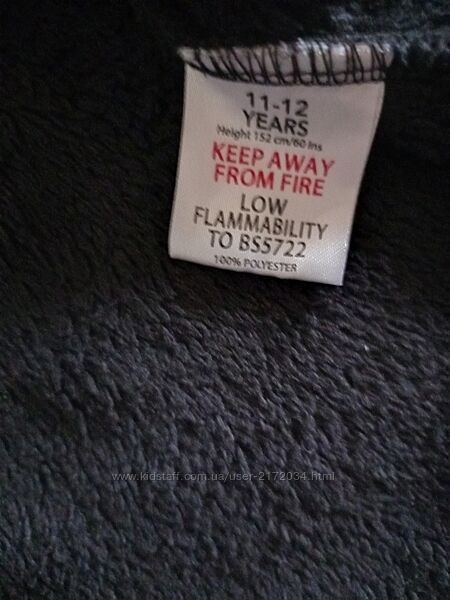 11-12
YEARS
Height 152 cm/60 Ins
KEEP AWAY
FROM FIRE
LOW
FLAMMABILITY
TO BS5722
100% POLYESTER
www.kidstaff.com.ua/user-2172034.html